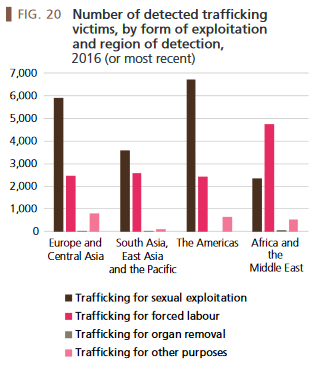 FIG. 20 Number of detected trafficking
victims, by form of exploitation
and region of detection,
2016 (or most recent)
7,000
6,000
5,000
4,000
3,000
2,000
1,000
0
Europe and
Central Asia
South Asia,
East Asia
and the Pacific
The Americas
Africa and
the
Middle East
Trafficking for sexual exploitation
Trafficking for forced labour
Trafficking for organ removal
Trafficking for other purposes